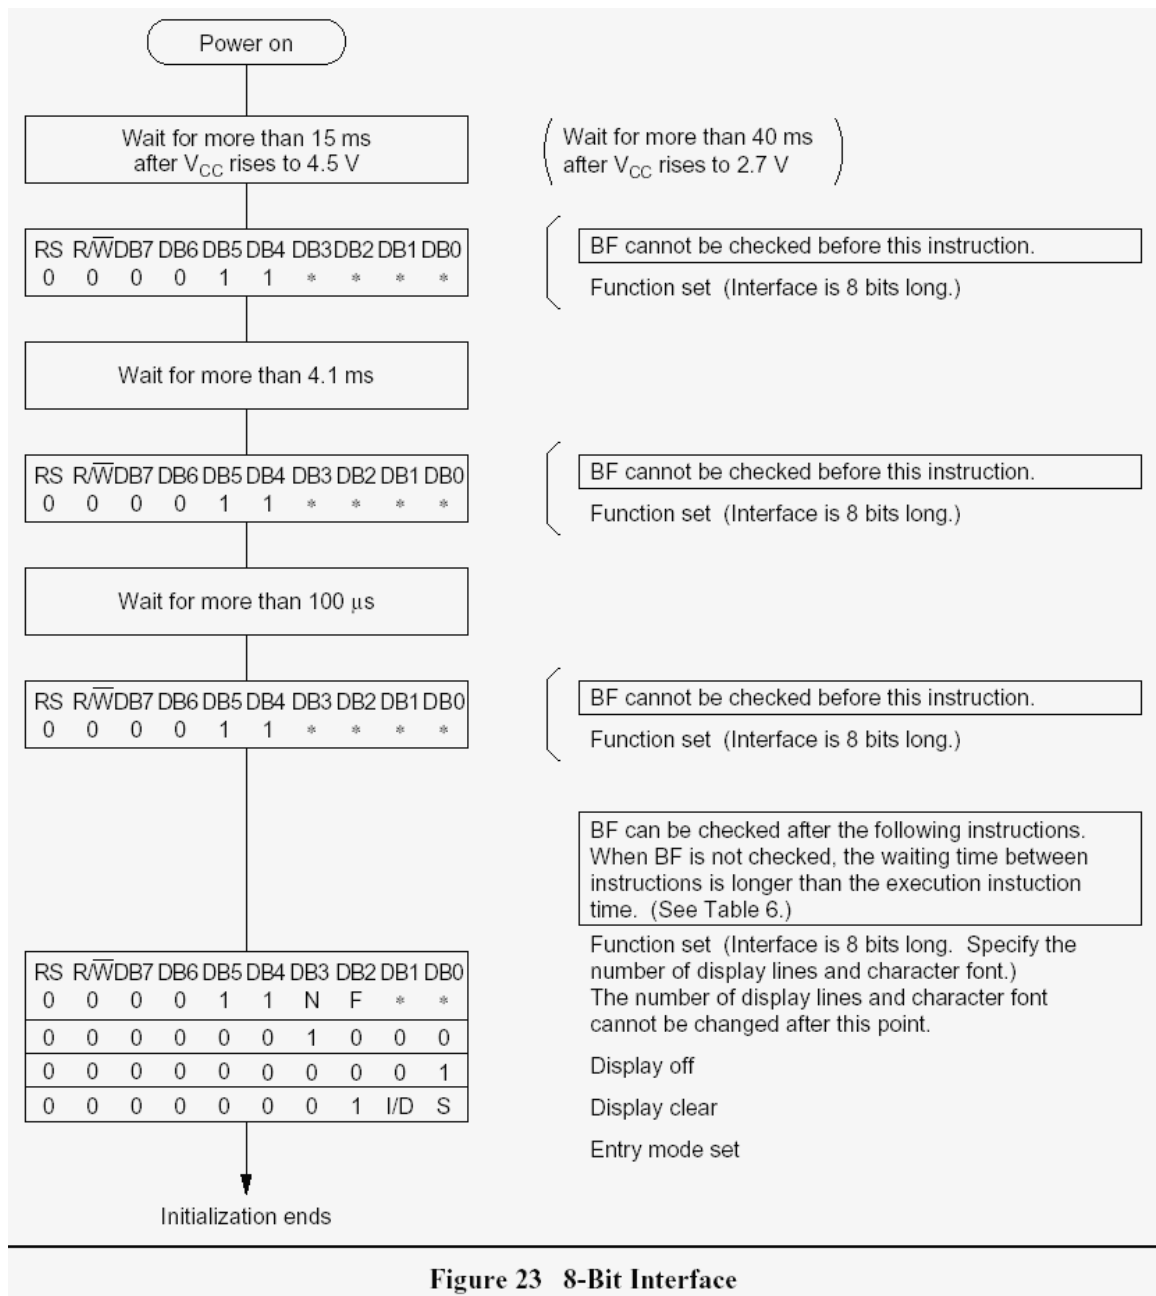 Power on
Wait for more than 15 ms
after VCC rises to 4.5 V
(Wait for more than 40 ms
after VCC rises to 2.7 V)
RS R/W̅ DB7 DB6 DB5 DB4 DB3 DB2 DB1 DB0
0 0 0 0 1 1 * * * *
BF cannot be checked before this instruction.
Function set (Interface is 8 bits long.)
Wait for more than 4.1 ms
RS R/W̅ DB7 DB6 DB5 DB4 DB3 DB2 DB1 DB0
0 0 0 0 1 1 * * * *
BF cannot be checked before this instruction.
Function set (Interface is 8 bits long.)
Wait for more than 100 µs
RS R/W̅ DB7 DB6 DB5 DB4 DB3 DB2 DB1 DB0
0 0 0 0 1 1 * * * *
BF cannot be checked before this instruction.
Function set (Interface is 8 bits long.)
BF can be checked after the following instructions.
When BF is not checked, the waiting time between
instructions is longer than the execution instuction
time. (See Table 6.)
RS R/W̅ DB7 DB6 DB5 DB4 DB3 DB2 DB1 DB0
0 0 0 0 1 1 N F * *
0 0 0 0 0 0 1 0 0 0
0 0 0 0 0 0 0 0 0 1
0 0 0 0 0 0 0 1 I/D S
Function set (Interface is 8 bits long. Specify the
number of display lines and character font.)
The number of display lines and character font
cannot be changed after this point.
Display off
Display clear
Entry mode set
Initialization ends
Figure 23 8-Bit Interface